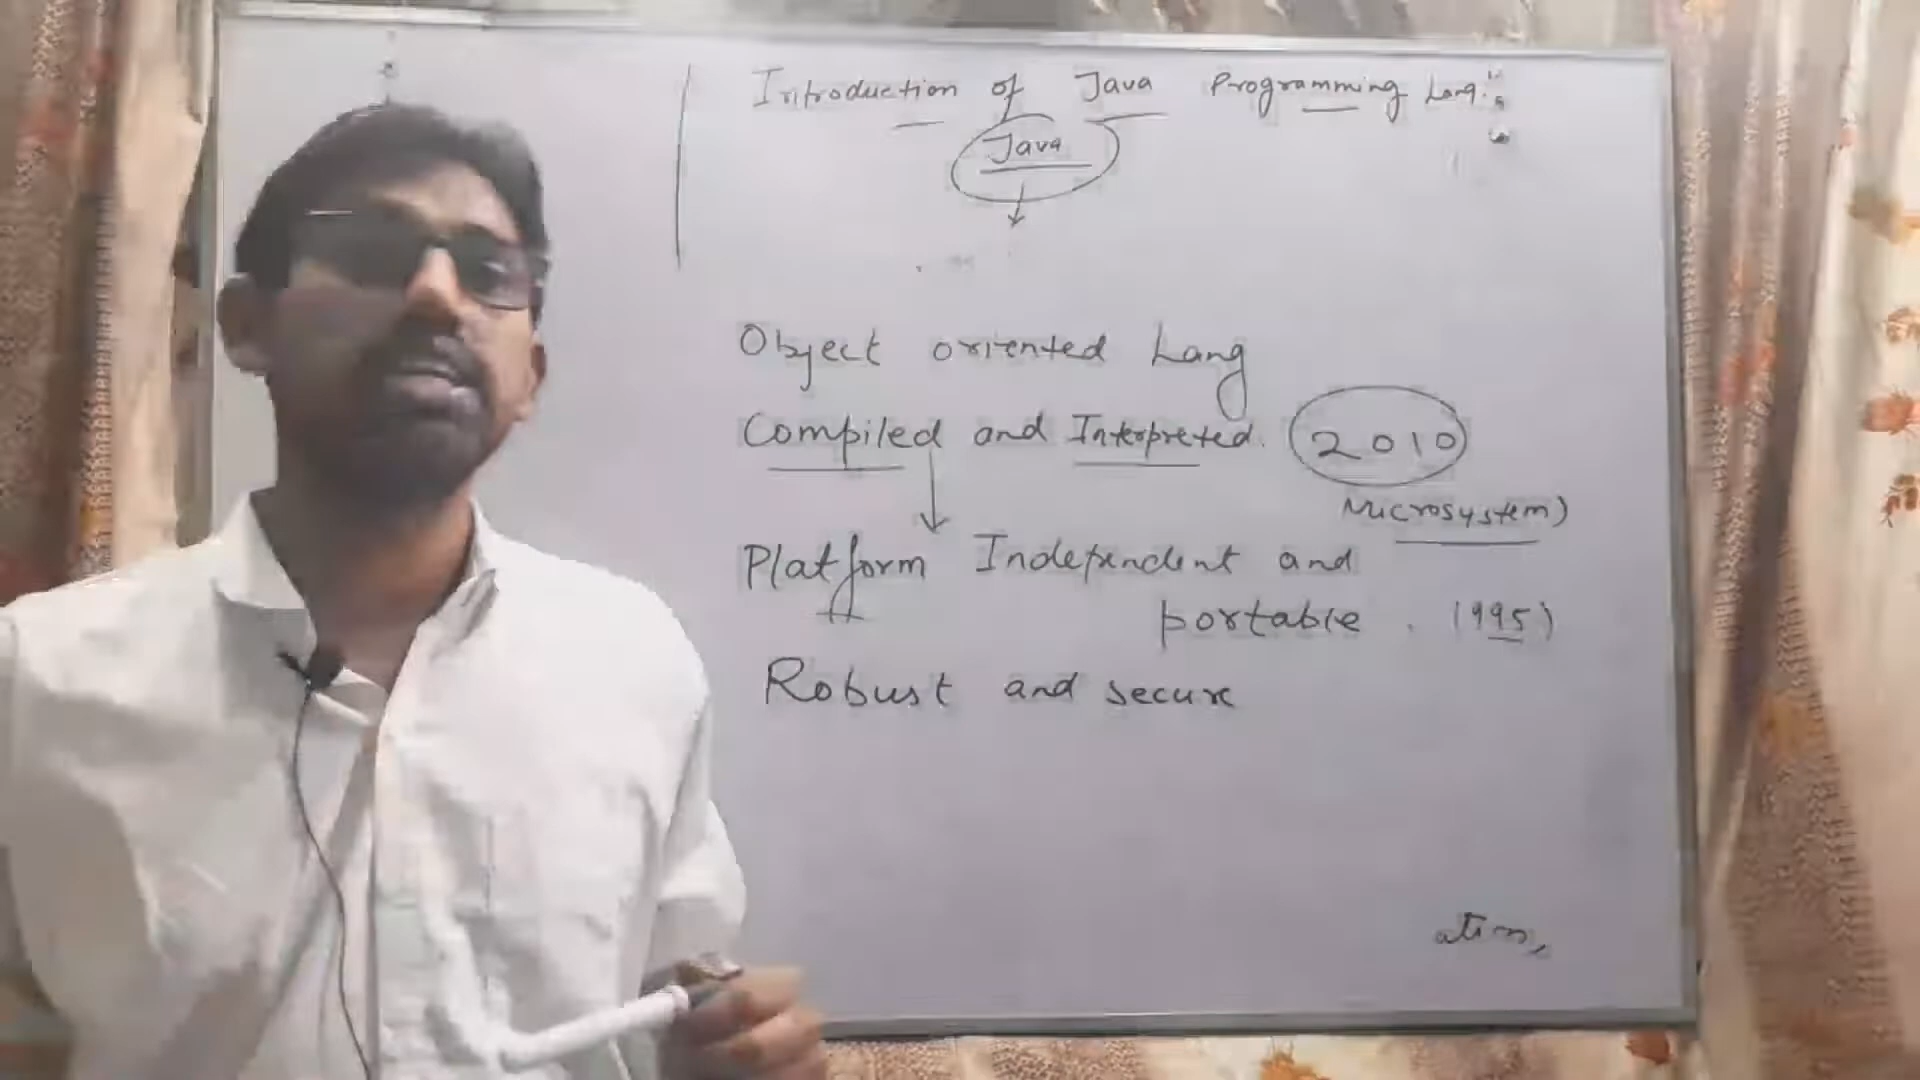 Introduction of Java Programming Lang:
Java
Object oriented Lang
Compiled and Interpreted. 2010
Microsystem)
Platform Independent and
portable . 1995)
Robust and secure